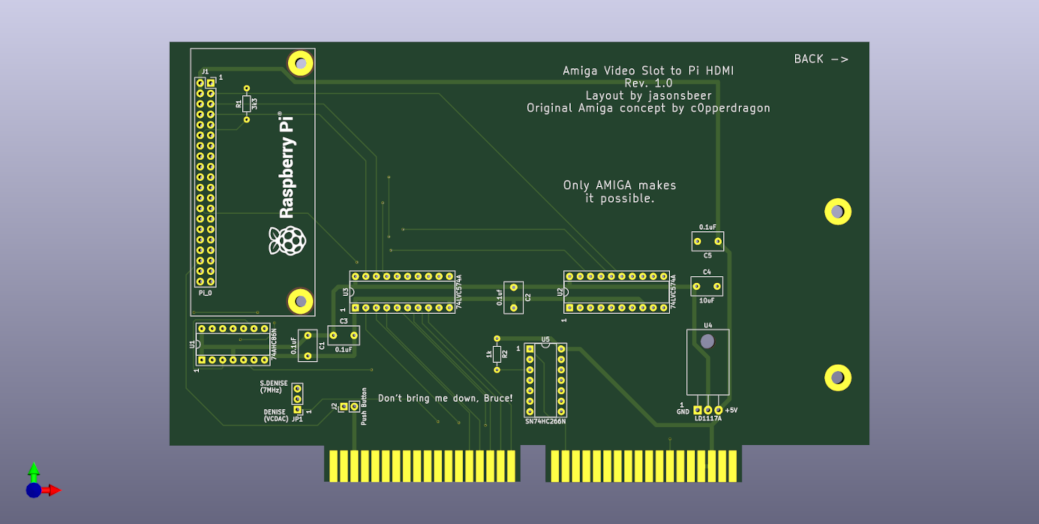 BACK ->
Amiga Video Slot to Pi HDMI
Rev. 1.0
Layout by jasonsbeer
Original Amiga concept by c0pperdragon
J1
1
R1
3k3
Raspberry Pi
Only AMIGA makes
it possible.
0.1uF
C5
C4
10uF
PI_0
U3
1
74LVC574A
0.1uF
C2
U2
1
74LVC574A
U1
1
74AHC86N
0.1uF
C1
C3
0.1uF
1k
R2
U5
1
SN74HC266N
U4
1
GND
+5V
LD1117A
S.DENISE
(7MHz)
DENISE
(VCDAC)
JP1
1
J2
Push Button
Don't bring me down, Bruce!